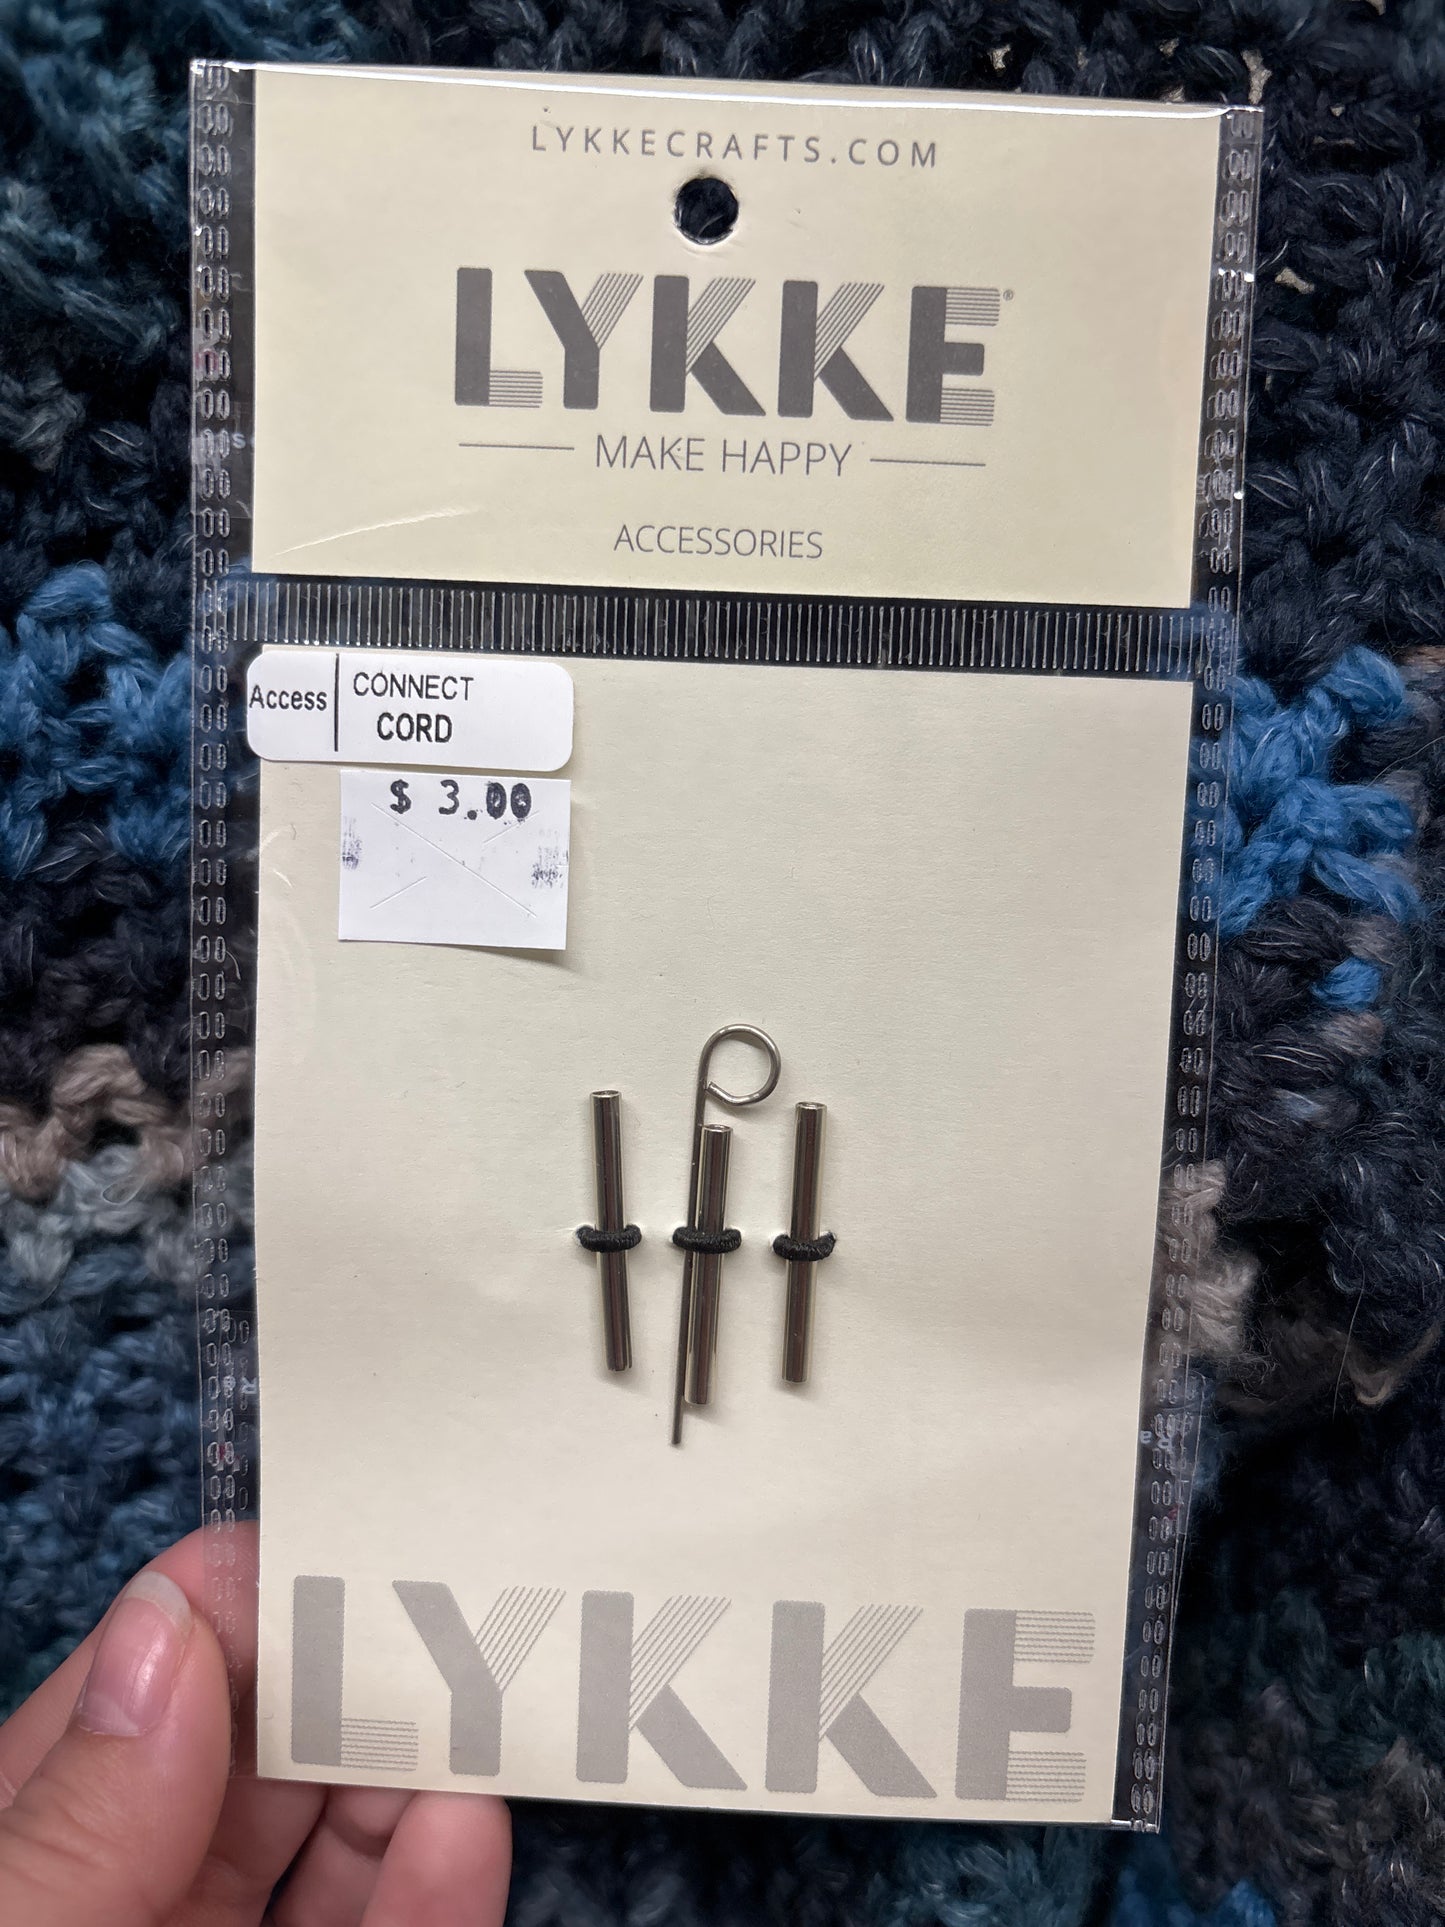 LYKKECRAFTS.COM
LYKKE®
MAKE HAPPY
ACCESSORIES
Access
CONNECT
CORD
$ 3.00
LYKKE